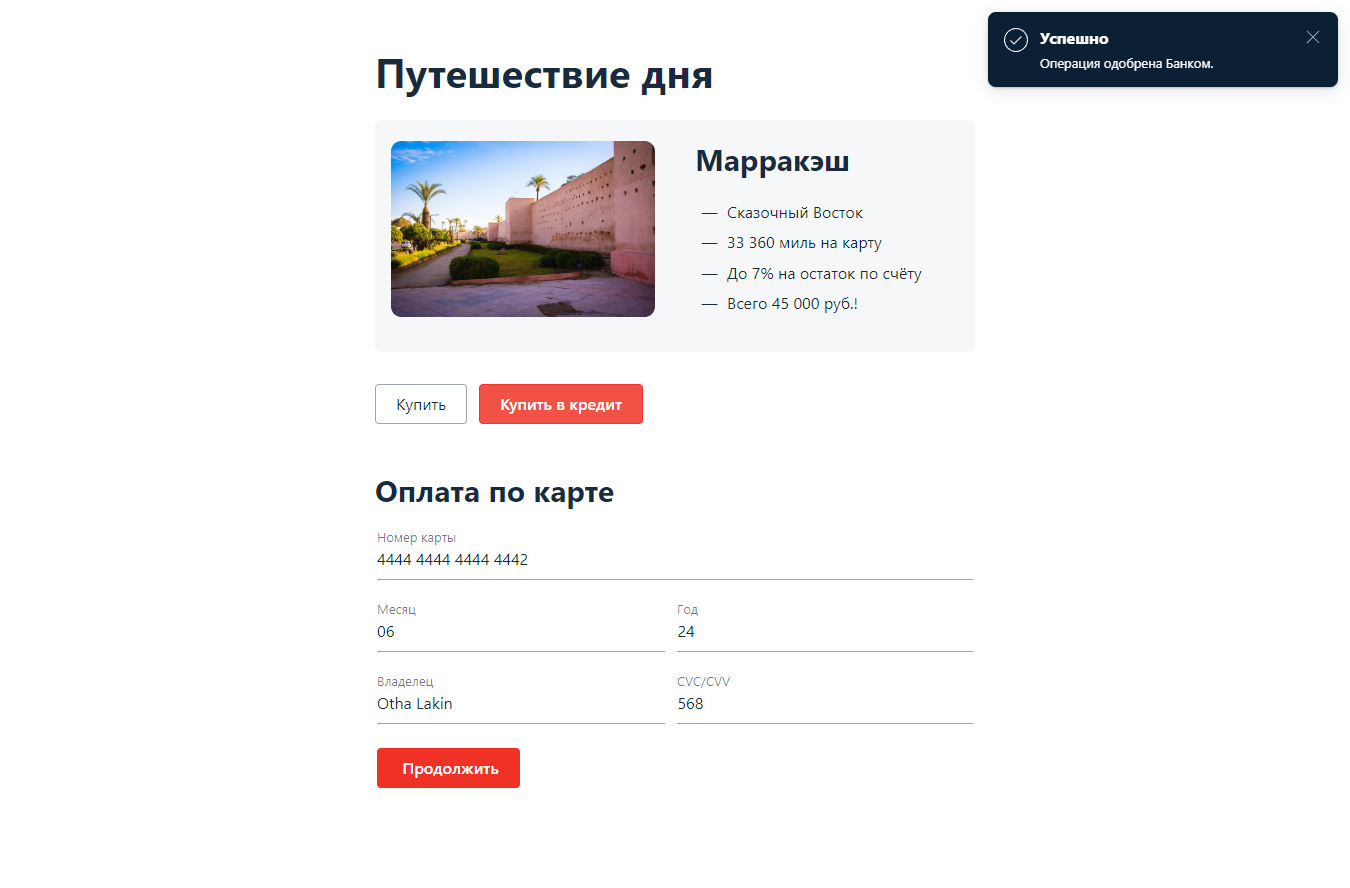 Успешно
Операция одобрена Банком.
Путешествие дня
Марракэш
— Сказочный Восток
— 33 360 миль на карту
— До 7% на остаток по счёту
— Всего 45 000 руб.!
Купить
Купить в кредит
Оплата по карте
Номер карты
4444 4444 4444 4442
Месяц
Год
06
24
Владелец
CVC/CVV
Otha Lakin
568
Продолжить